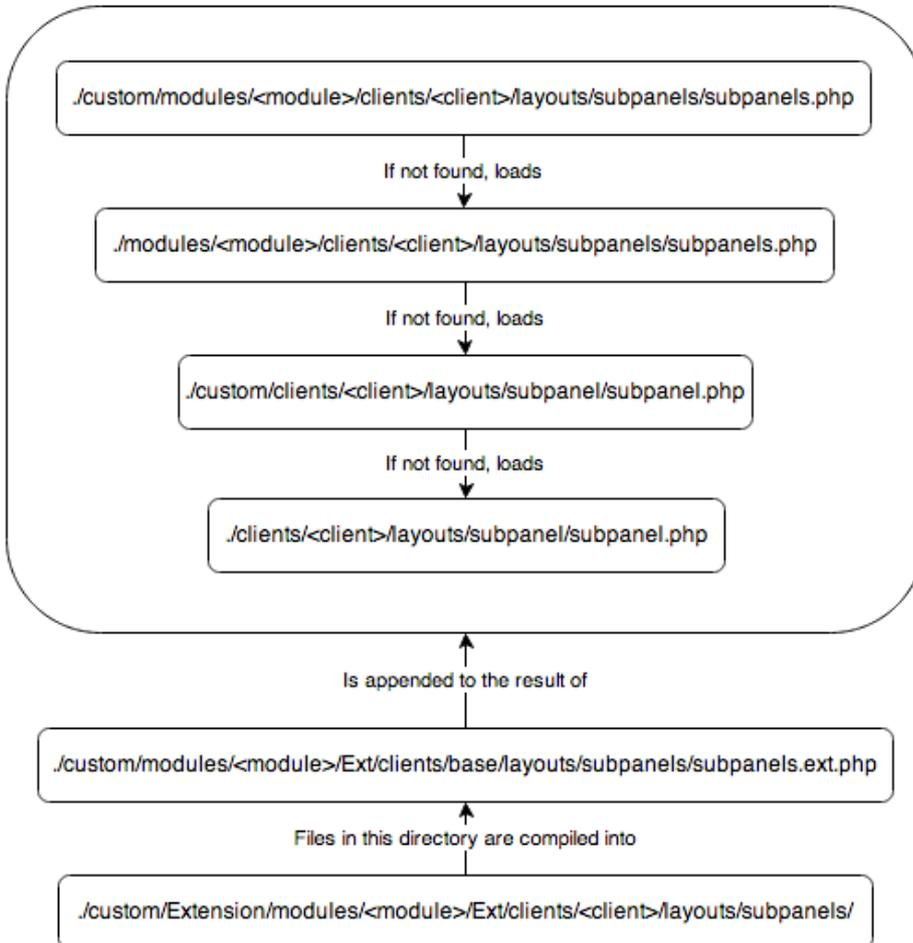 ./custom/modules/<module>/clients/<client>/layouts/subpanels/subpanels.php
If not found, loads
./modules/<module>/clients/<client>/layouts/subpanels/subpanels.php
If not found, loads
./custom/clients/<client>/layouts/subpanel/subpanel.php
If not found, loads
./clients/<client>/layouts/subpanel/subpanel.php
Is appended to the result of
./custom/modules/<module>/Ext/clients/base/layouts/subpanels/subpanels.ext.php
Files in this directory are compiled into
./custom/Extension/modules/<module>/Ext/clients/<client>/layouts/subpanels/